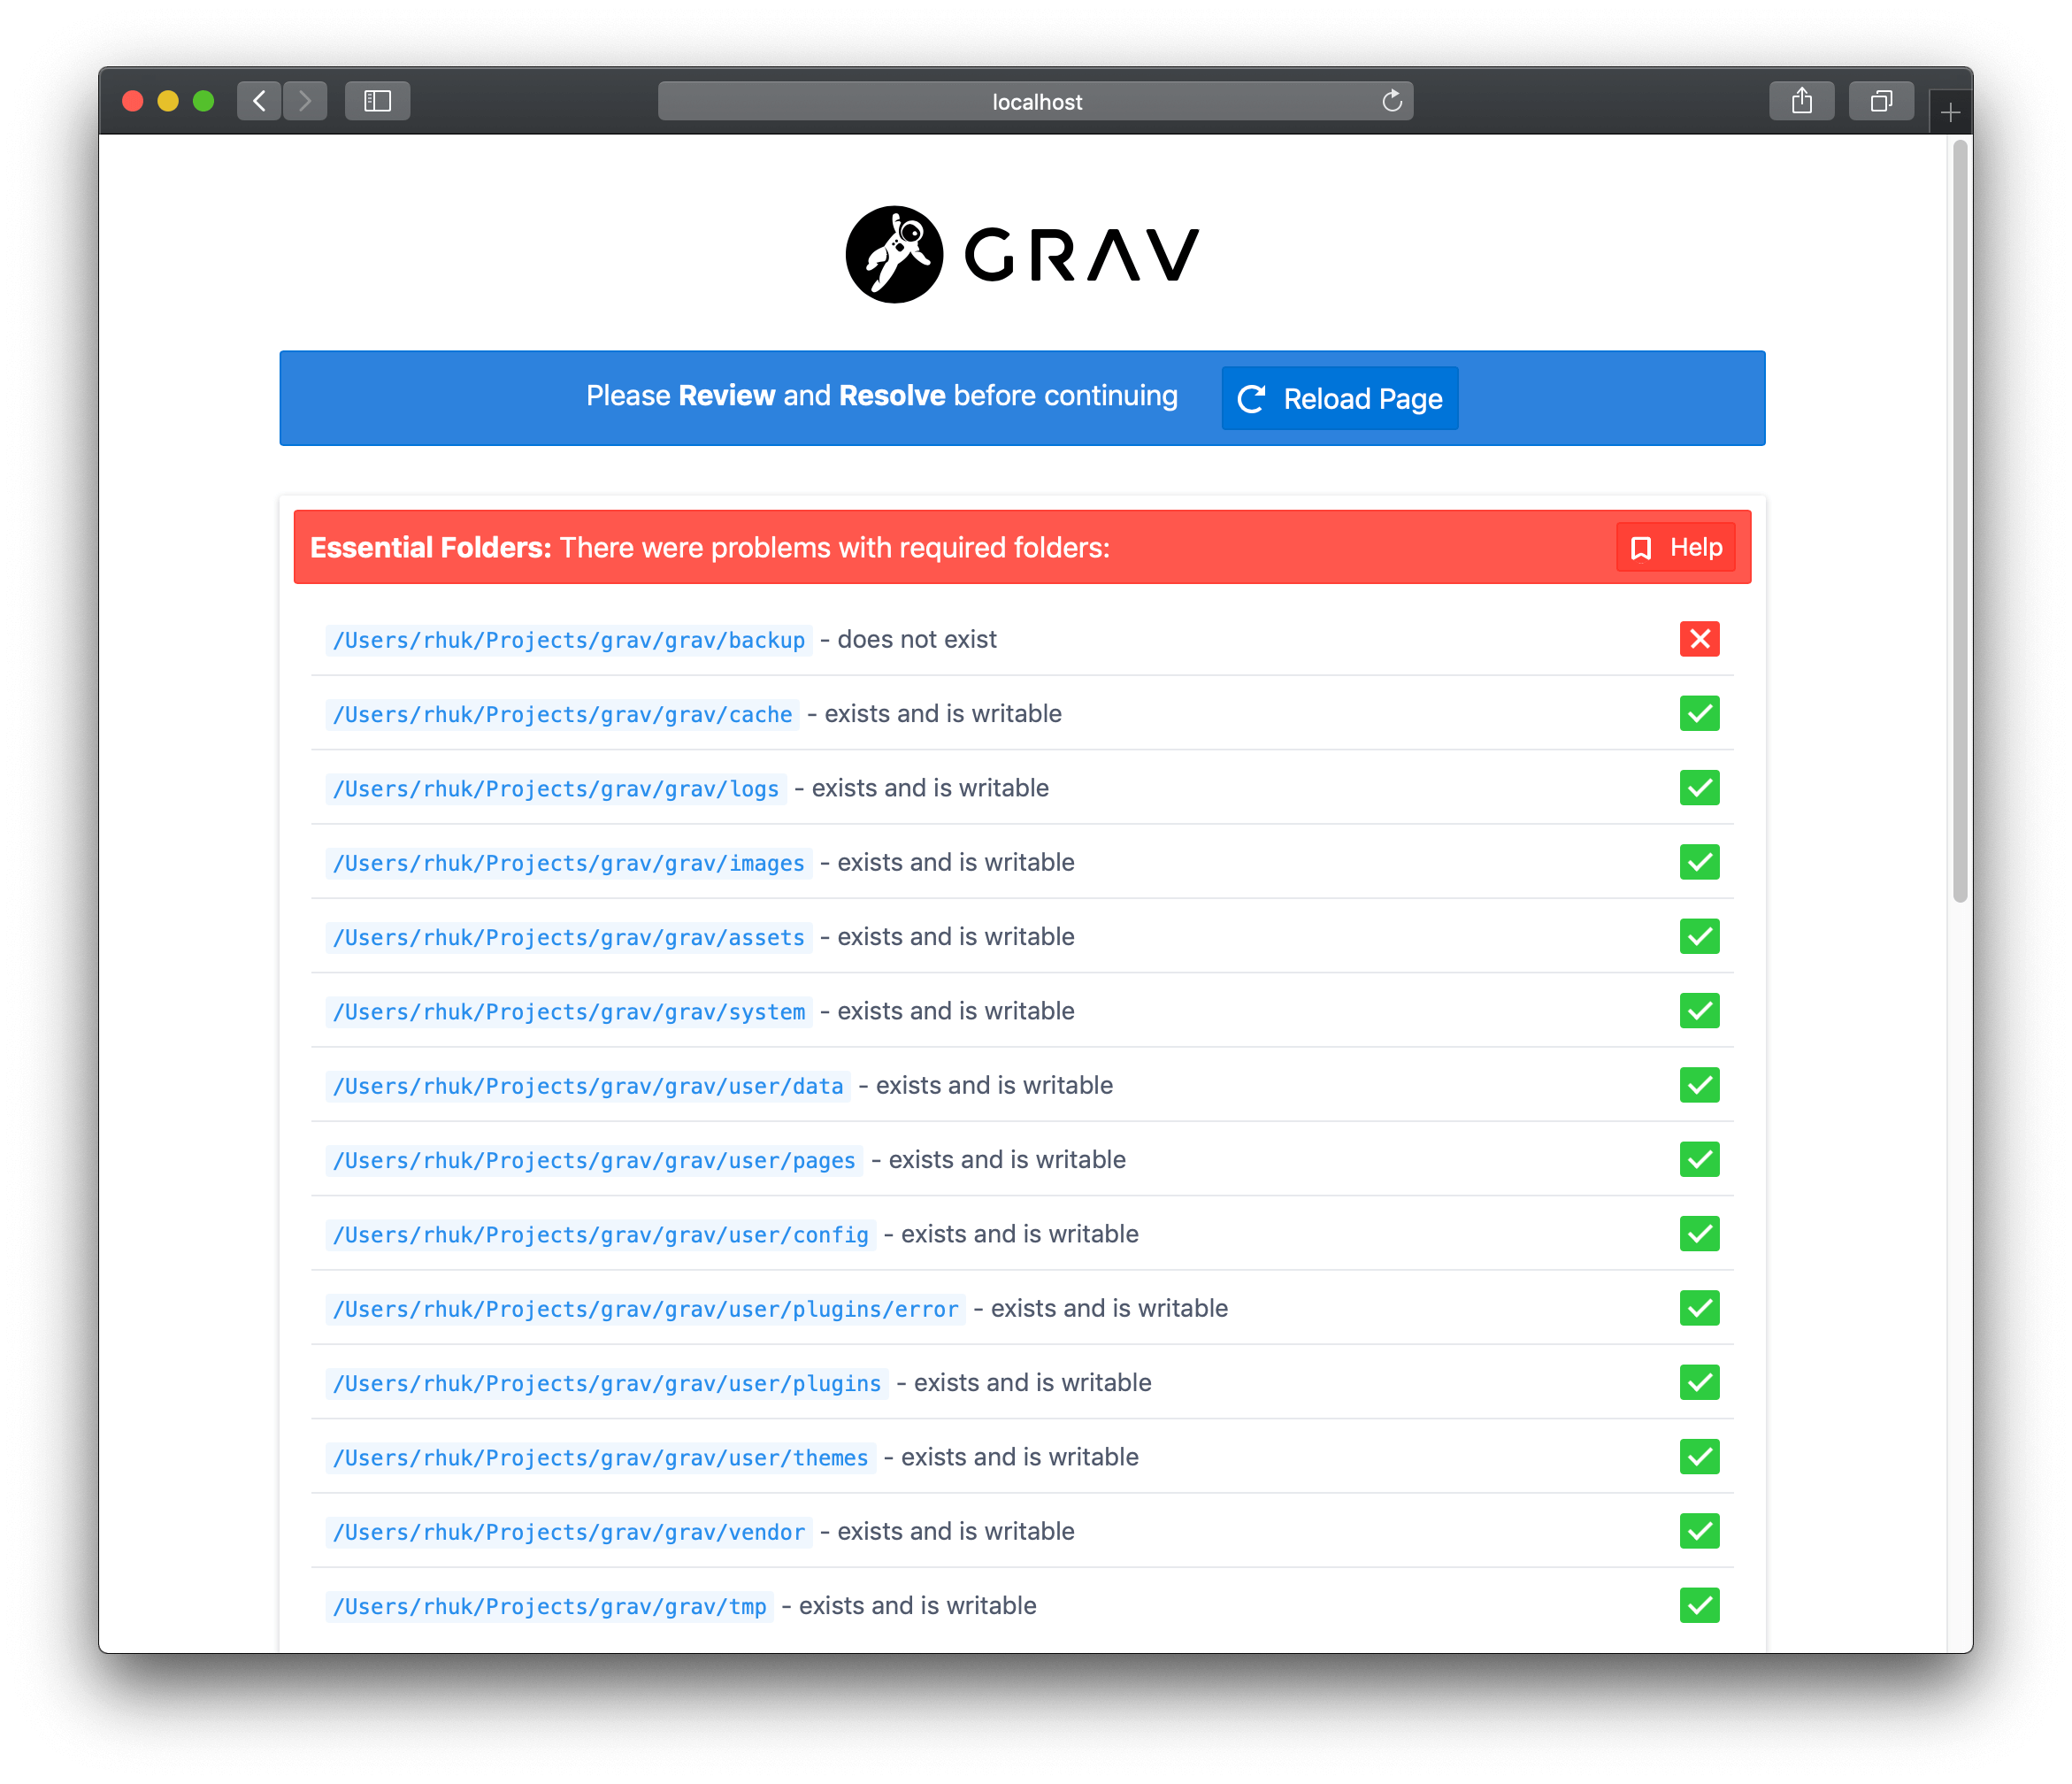 localhost
GRAV
Please Review and Resolve before continuing
Reload Page
Essential Folders: There were problems with required folders:
Help
/Users/rhuk/Projects/grav/grav/backup - does not exist
/Users/rhuk/Projects/grav/grav/cache - exists and is writable
/Users/rhuk/Projects/grav/grav/logs - exists and is writable
/Users/rhuk/Projects/grav/grav/images - exists and is writable
/Users/rhuk/Projects/grav/grav/assets - exists and is writable
/Users/rhuk/Projects/grav/grav/system - exists and is writable
/Users/rhuk/Projects/grav/grav/user/data - exists and is writable
/Users/rhuk/Projects/grav/grav/user/pages - exists and is writable
/Users/rhuk/Projects/grav/grav/user/config - exists and is writable
/Users/rhuk/Projects/grav/grav/user/plugins/error - exists and is writable
/Users/rhuk/Projects/grav/grav/user/plugins - exists and is writable
/Users/rhuk/Projects/grav/grav/user/themes - exists and is writable
/Users/rhuk/Projects/grav/grav/vendor - exists and is writable
/Users/rhuk/Projects/grav/grav/tmp - exists and is writable